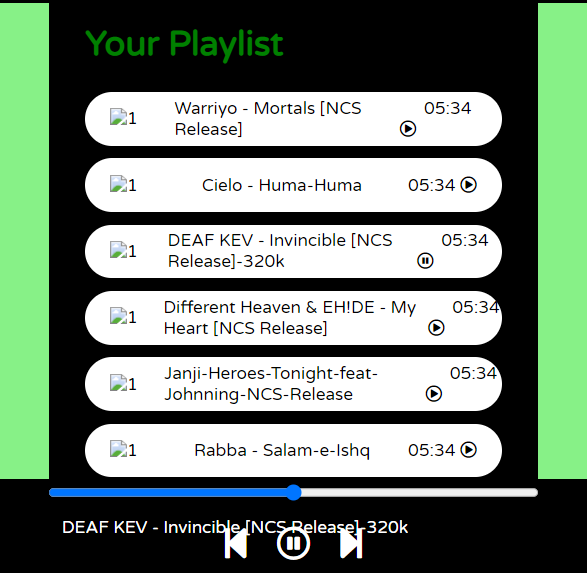 Your Playlist
1
Warriyo - Mortals [NCS
Release]
05:34
1
Cielo - Huma-Huma
05:34
1
DEAF KEV - Invincible [NCS
Release]-320k
05:34
1
Different Heaven & EH!DE - My
Heart [NCS Release]
05:34
1
Janji-Heroes-Tonight-feat-
Johnning-NCS-Release
05:34
1
Rabba - Salam-e-Ishq
05:34
DEAF KEV - Invincible [NCS Release]-320k